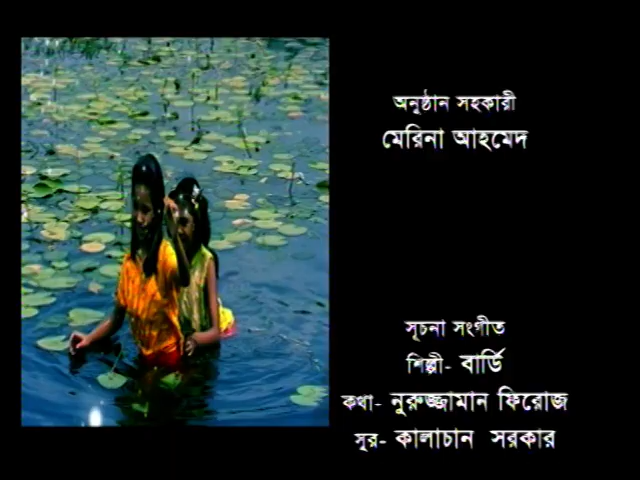 অনুষ্ঠান সহকারী
মেরিনা আহমেদ
সূচনা সংগীত
শিল্পী- বার্ডি
কথা- নুরুজ্জামান ফিরোজ
সুর- কালাচান সরকার